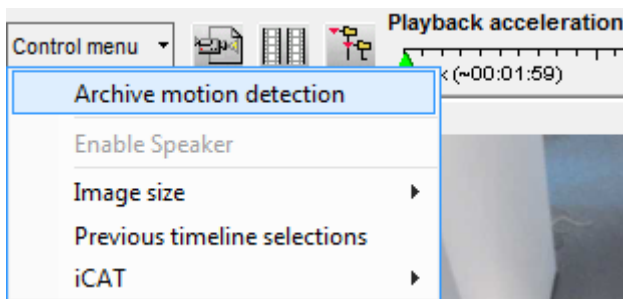 Playback acceleration
Control menu
(~00:01:59)
Archive motion detection
Enable Speaker
Image size
Previous timeline selections
iCAT